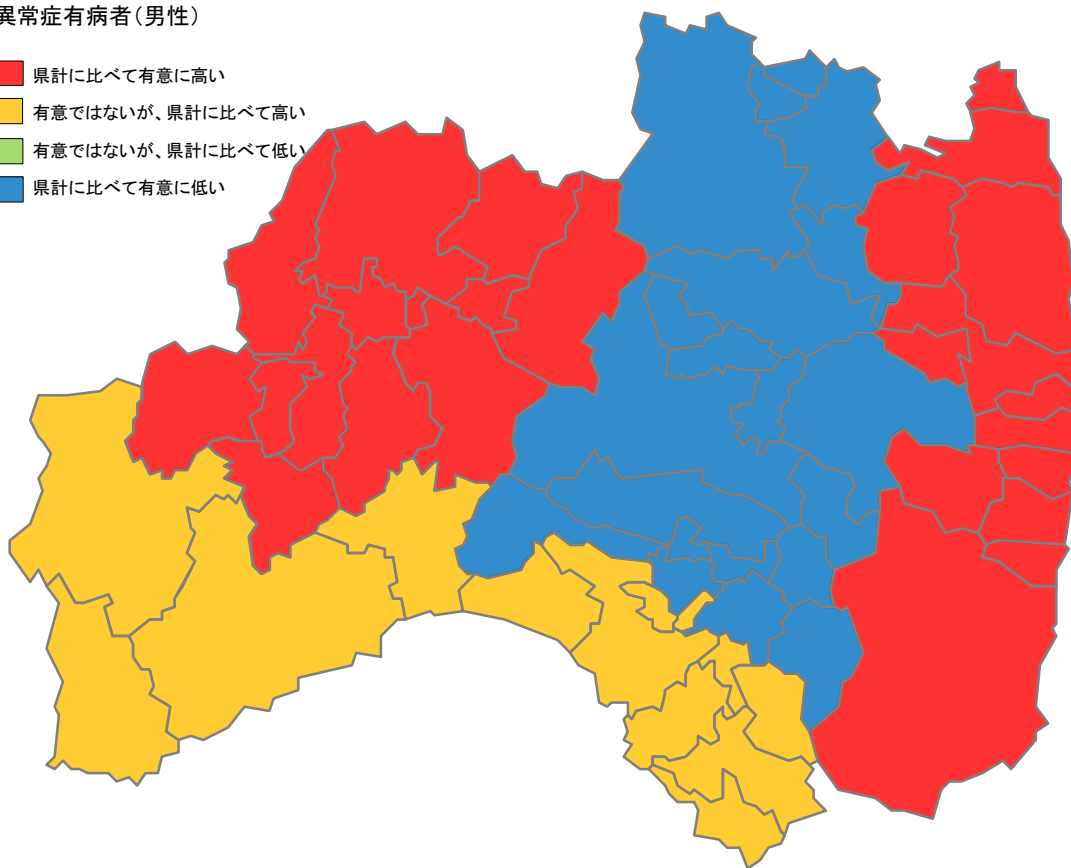 異常症有病者（男性）
県計に比べて有意に高い
有意ではないが、県計に比べて高い
有意ではないが、県計に比べて低い
県計に比べて有意に低い